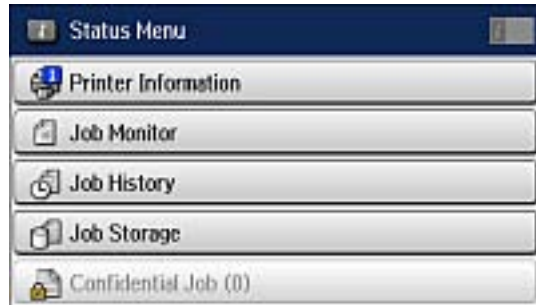 Status Menu
Printer Information
Job Monitor
Job History
Job Storage
Confidential Job (0)